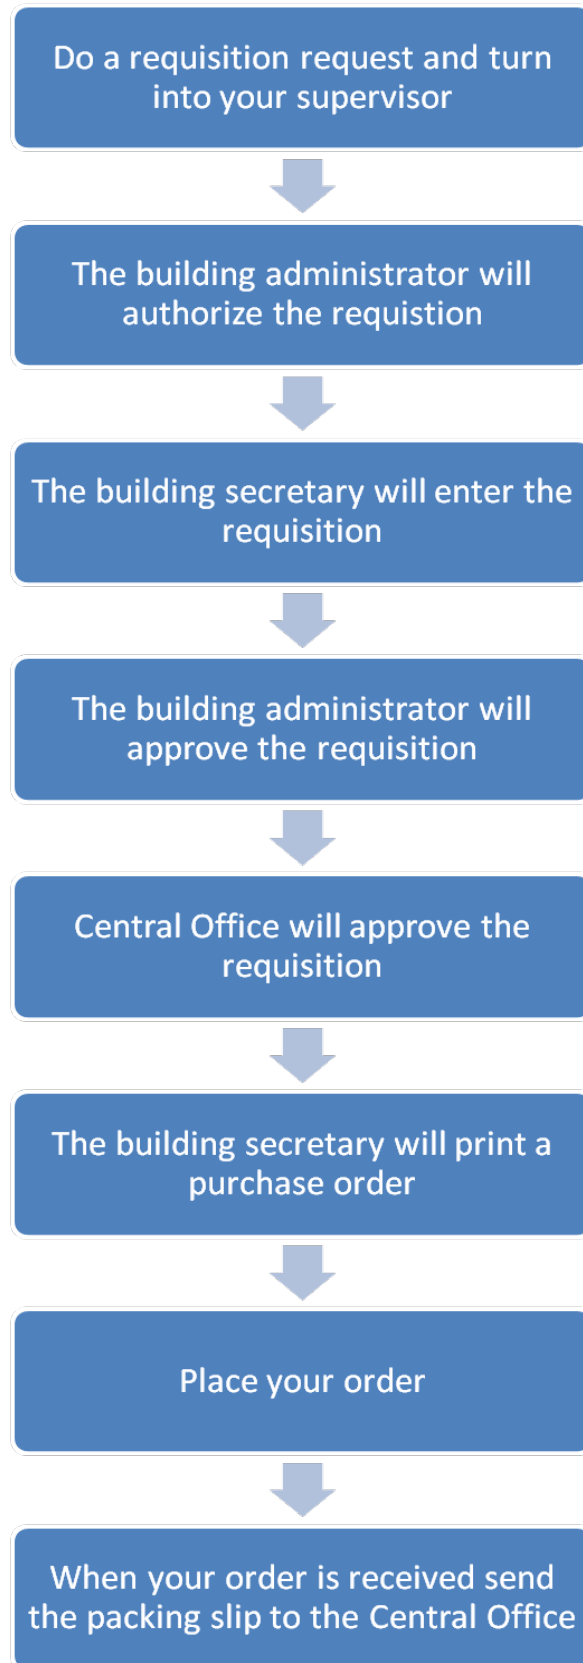 Do a requisition request and turn
into your supervisor
The building administrator will
authorize the requistion
The building secretary will enter the
requisition
The building administrator will
approve the requisition
Central Office will approve the
requisition
The building secretary will print a
purchase order
Place your order
When your order is received send
the packing slip to the Central Office